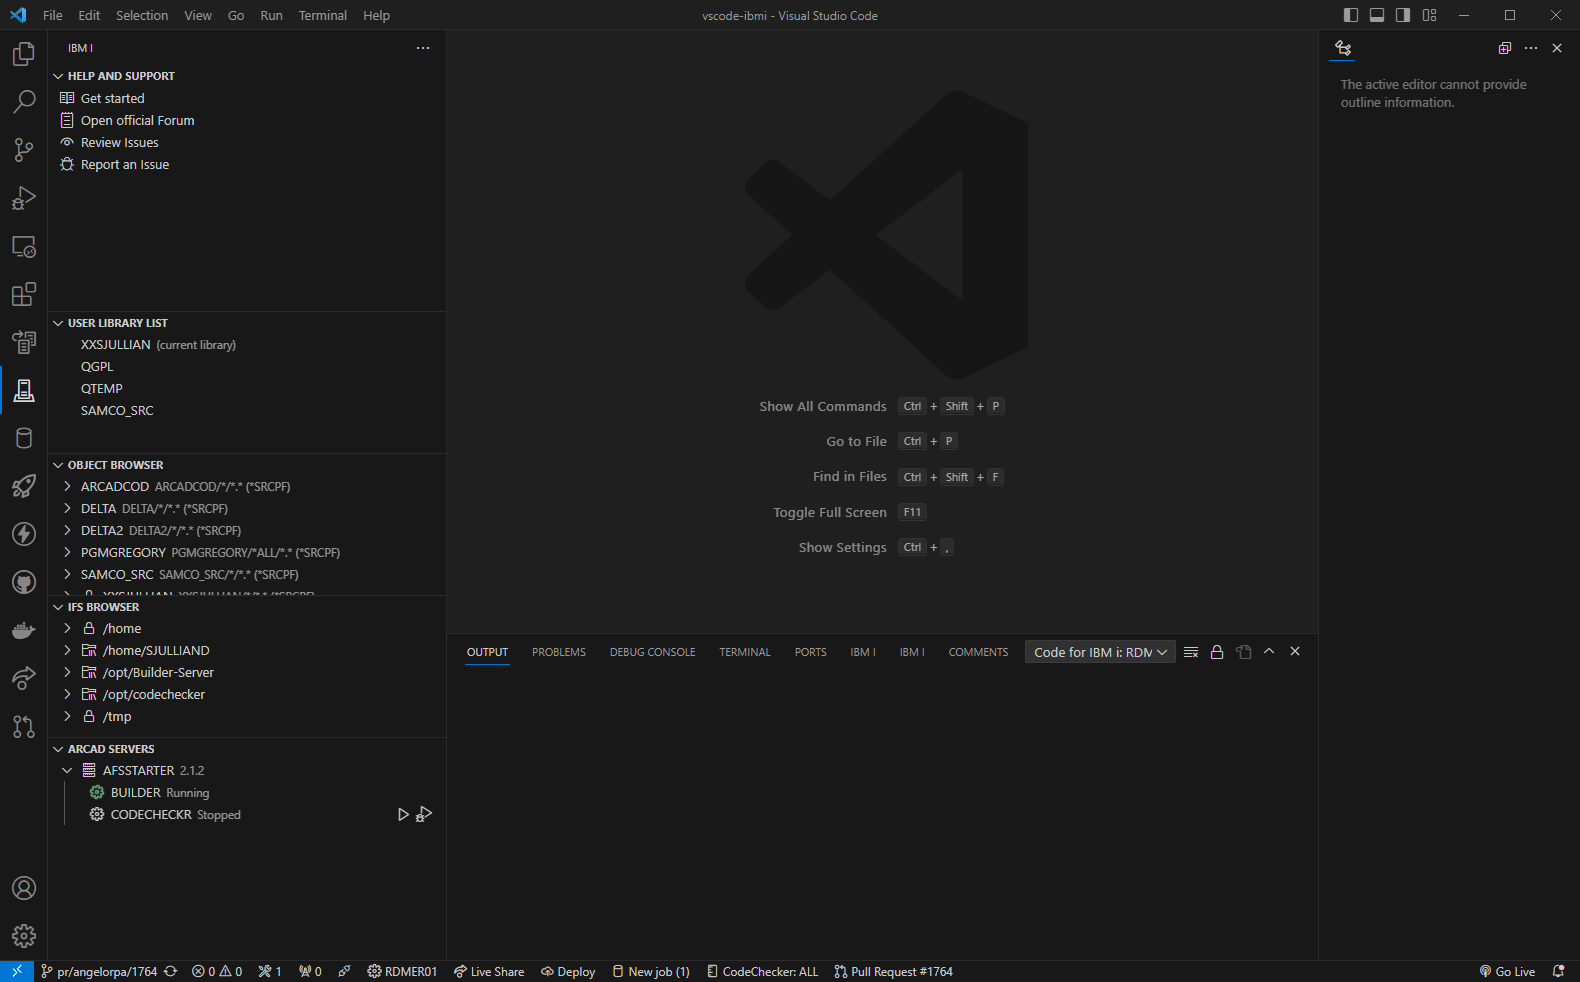 File Edit Selection View Go Run Terminal Help
vscode-ibmi - Visual Studio Code
IBM I
HELP AND SUPPORT
Get started
Open official Forum
Review Issues
Report an Issue
USER LIBRARY LIST
XXSJULLIAN (current library)
QGPL
QTEMP
SAMCO_SRC
OBJECT BROWSER
ARCADCOD ARCADCOD/*/*.* (*SRCPF)
DELTA DELTA/*/*.* (*SRCPF)
DELTA2 DELTA2/*/*.* (*SRCPF)
PGMGREGORY PGMGREGORY/*ALL/*.* (*SRCPF)
SAMCO_SRC SAMCO_SRC/*/*.* (*SRCPF)
XXSJULLIAN XXSJULLIAN/*/*.* (*SRCPF)
IFS BROWSER
/home
/home/SJULLIAND
/opt/Builder-Server
/opt/codechecker
/tmp
ARCAD SERVERS
AFSSTARTER 2.1.2
BUILDER Running
CODECHECKR Stopped
Show All Commands Ctrl + Shift + P
Go to File Ctrl + P
Find in Files Ctrl + Shift + F
Toggle Full Screen F11
Show Settings Ctrl + ,
OUTPUT PROBLEMS DEBUG CONSOLE TERMINAL PORTS IBM I IBM I COMMENTS Code for IBM i: RDM
The active editor cannot provide
outline information.
pr/angelorpa/1764 0 0 1 0 RDMER01 Live Share Deploy New job (1) CodeChecker: ALL Pull Request #1764 Go Live